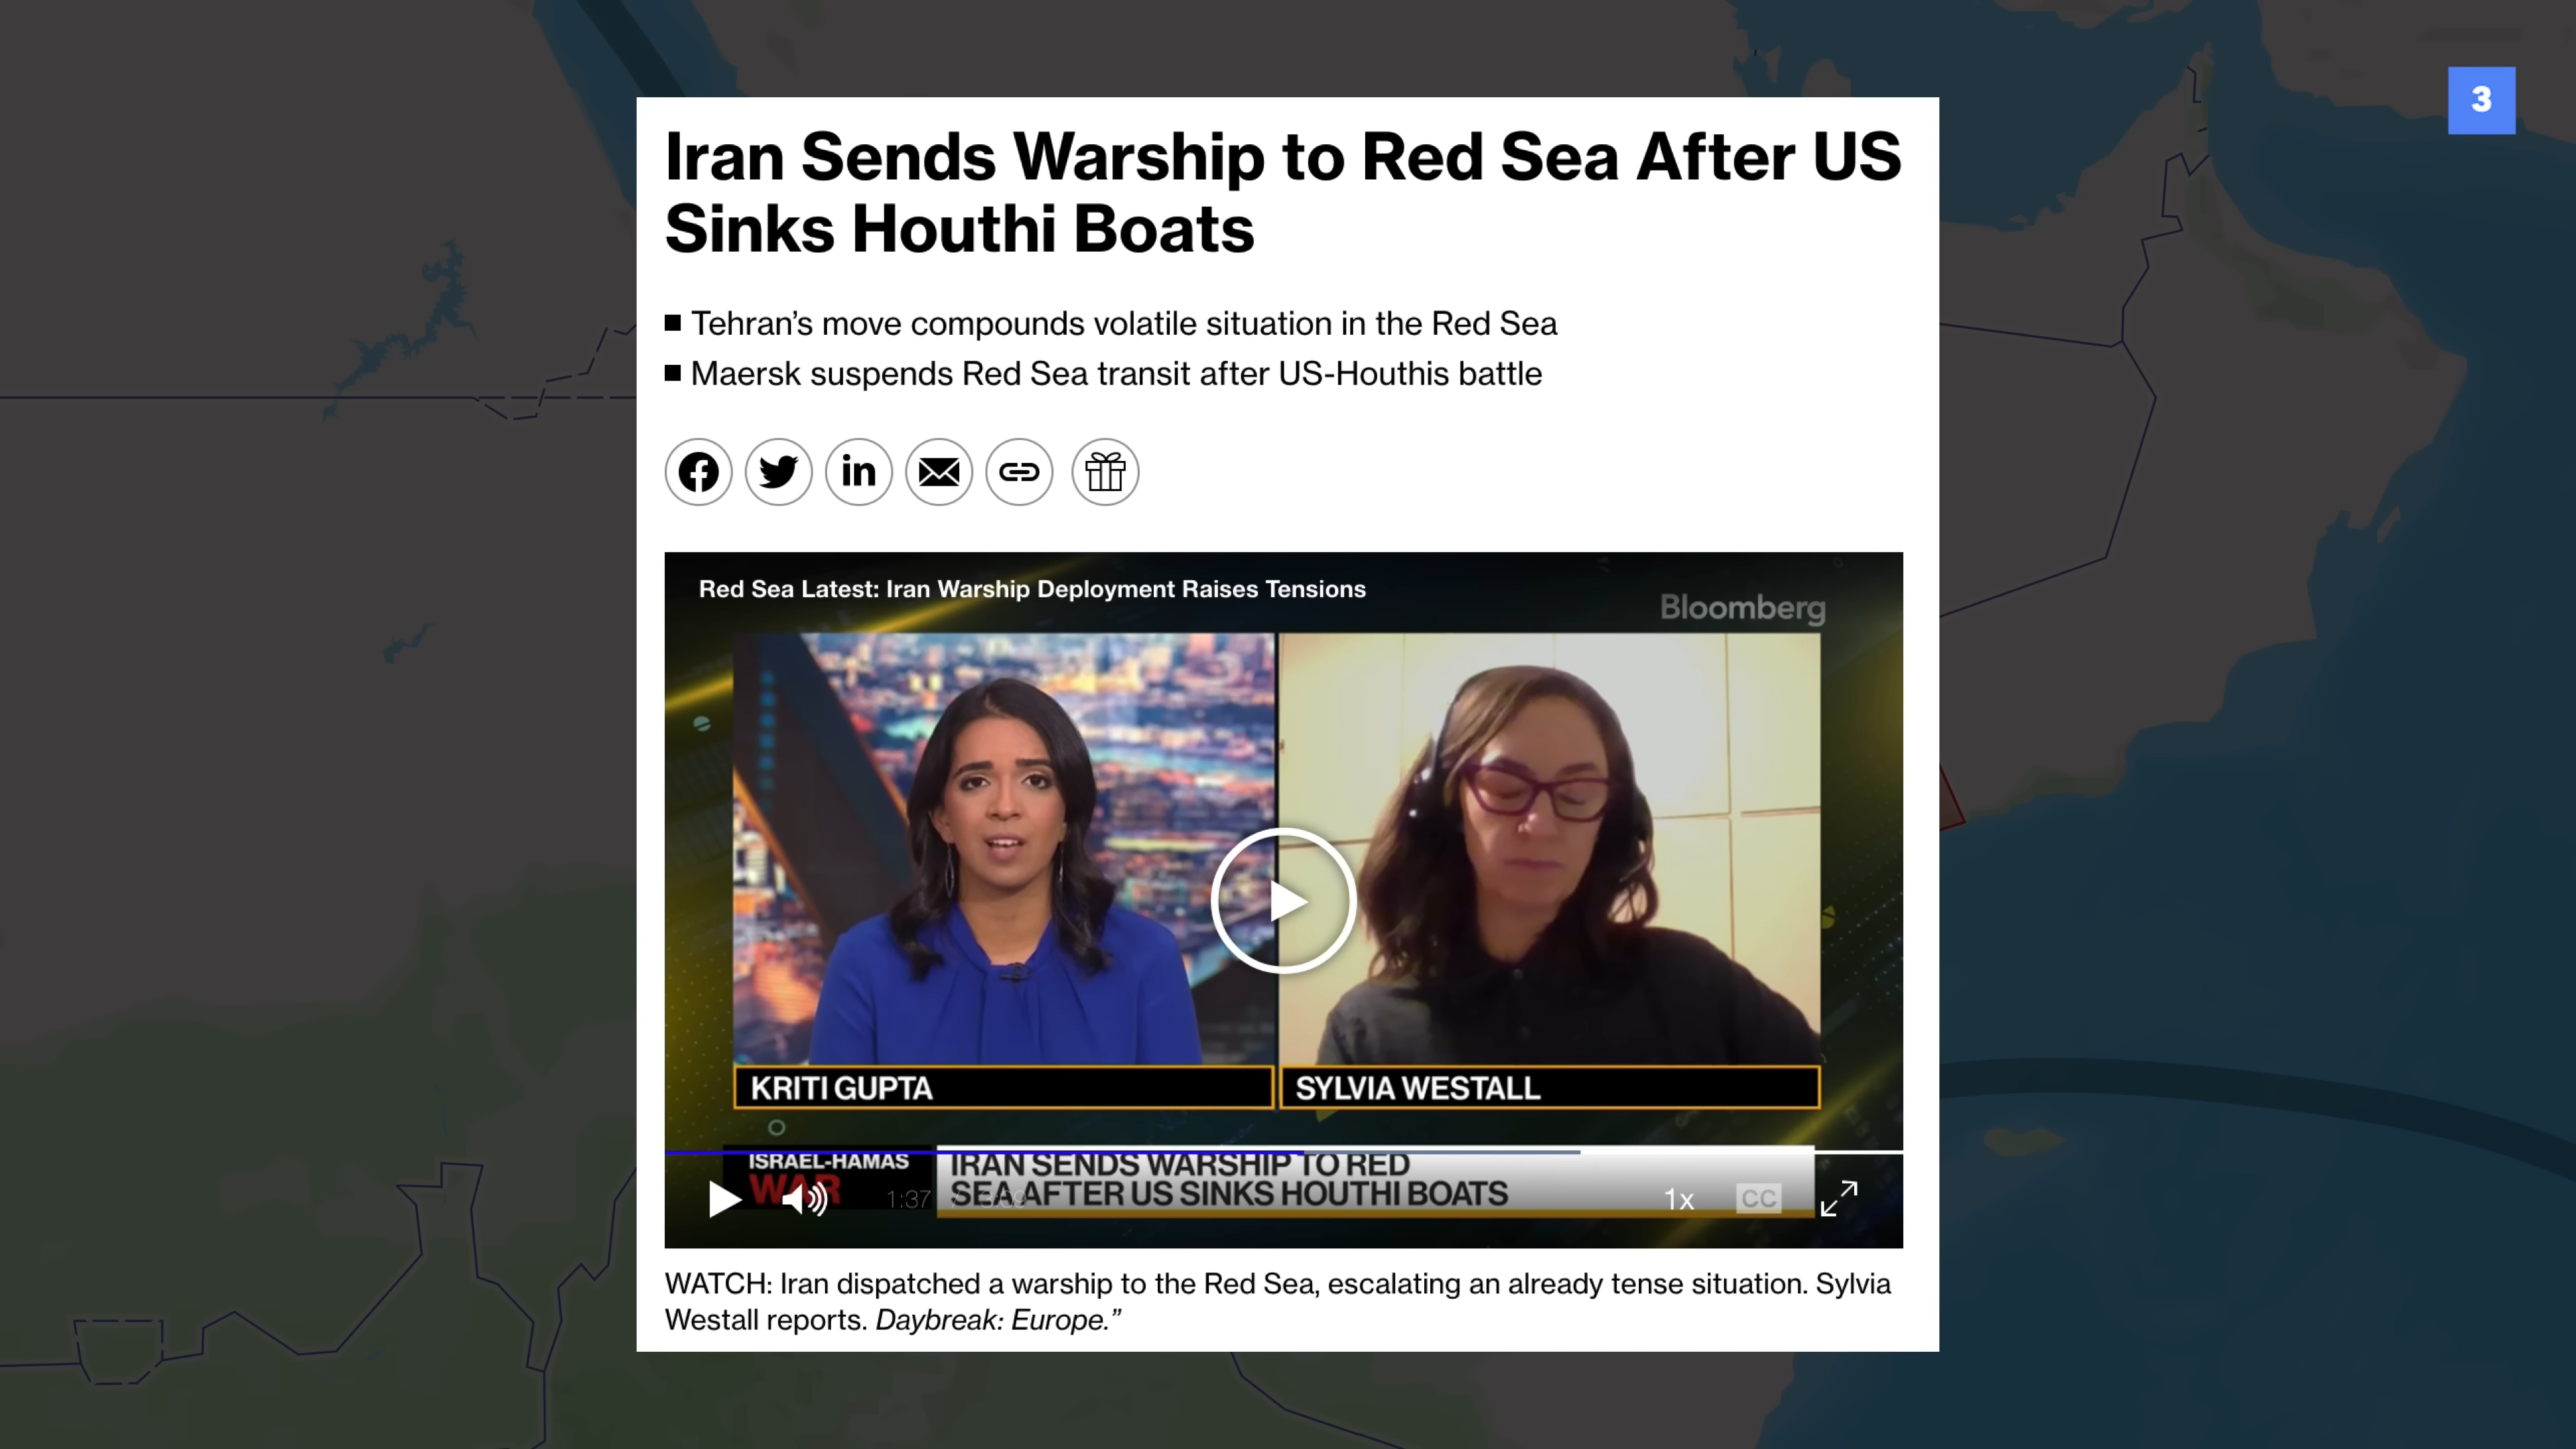 3
Iran Sends Warship to Red Sea After US
Sinks Houthi Boats
Tehran’s move compounds volatile situation in the Red Sea
Maersk suspends Red Sea transit after US-Houthis battle
Red Sea Latest: Iran Warship Deployment Raises Tensions
Bloomberg
KRITI GUPTA
SYLVIA WESTALL
ISRAEL-HAMAS
WAR
IRAN SENDS WARSHIP TO RED
SEA AFTER US SINKS HOUTHI BOATS
1:37
1x
CC
WATCH: Iran dispatched a warship to the Red Sea, escalating an already tense situation. Sylvia
Westall reports. Daybreak: Europe.”